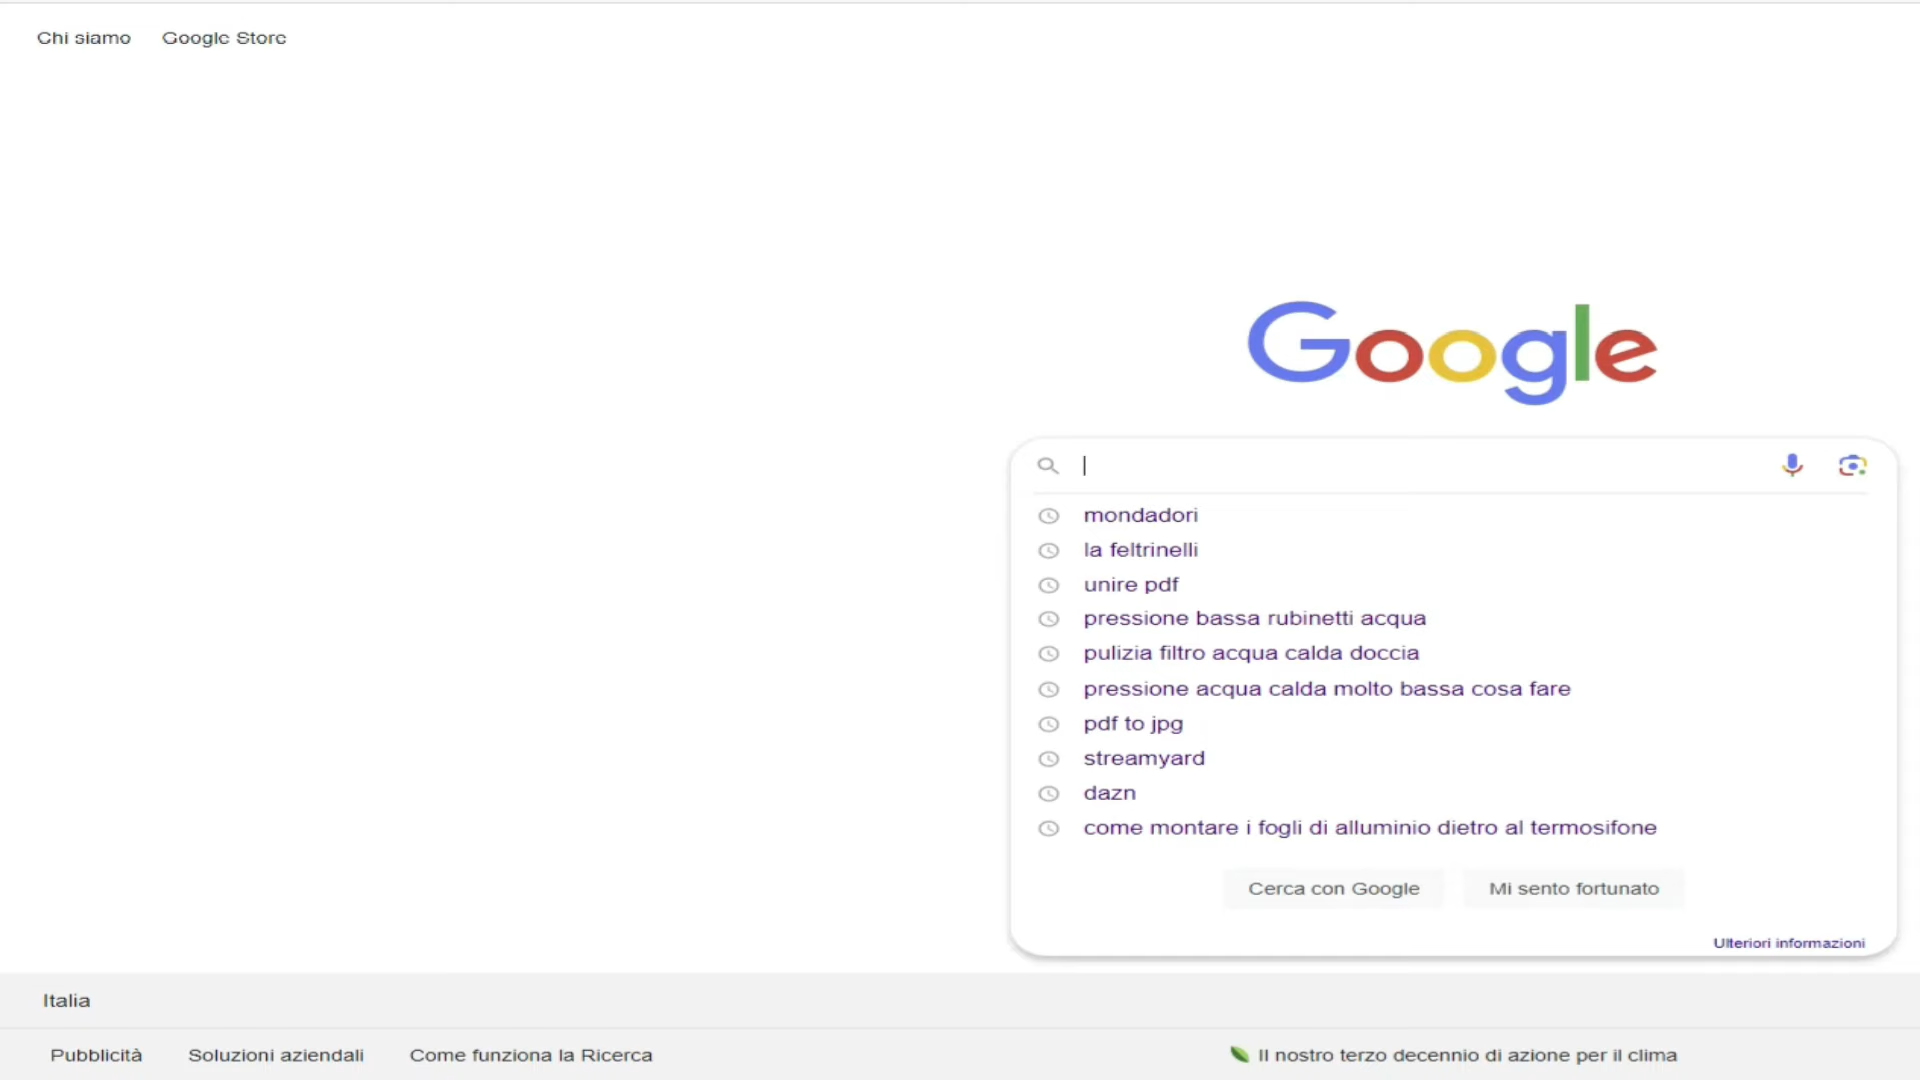 Chi siamo Google Store
Google
mondadori
la feltrinelli
unire pdf
pressione bassa rubinetti acqua
pulizia filtro acqua calda doccia
pressione acqua calda molto bassa cosa fare
pdf to jpg
streamyard
dazn
come montare i fogli di alluminio dietro al termosifone
Cerca con Google Mi sento fortunato
Ulteriori informazioni
Italia
Pubblicità Soluzioni aziendali Come funziona la Ricerca Il nostro terzo decennio di azione per il clima